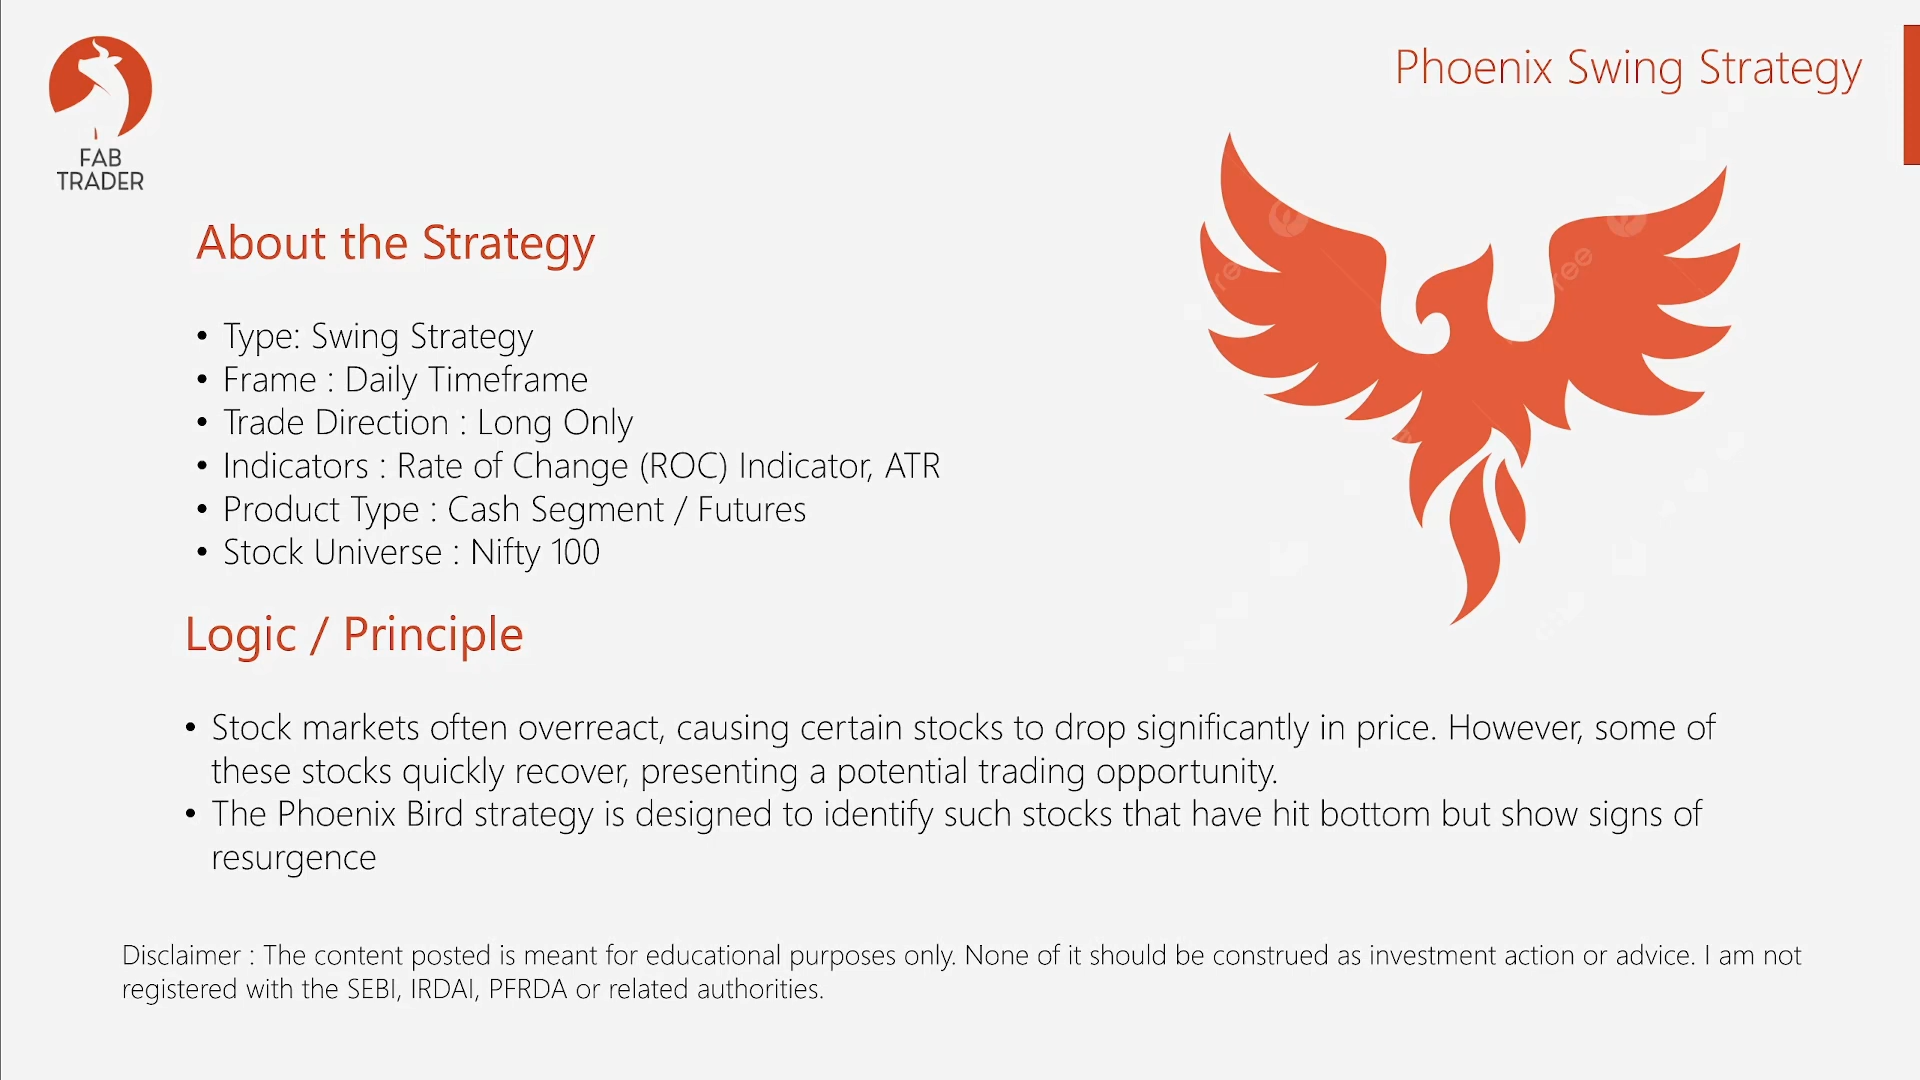 FAB
TRADER
Phoenix Swing Strategy
About the Strategy
• Type: Swing Strategy
• Frame : Daily Timeframe
• Trade Direction : Long Only
• Indicators : Rate of Change (ROC) Indicator, ATR
• Product Type : Cash Segment / Futures
• Stock Universe : Nifty 100
Logic / Principle
• Stock markets often overreact, causing certain stocks to drop significantly in price. However, some of
these stocks quickly recover, presenting a potential trading opportunity.
• The Phoenix Bird strategy is designed to identify such stocks that have hit bottom but show signs of
resurgence
Disclaimer : The content posted is meant for educational purposes only. None of it should be construed as investment action or advice. I am not
registered with the SEBI, IRDAI, PFRDA or related authorities.